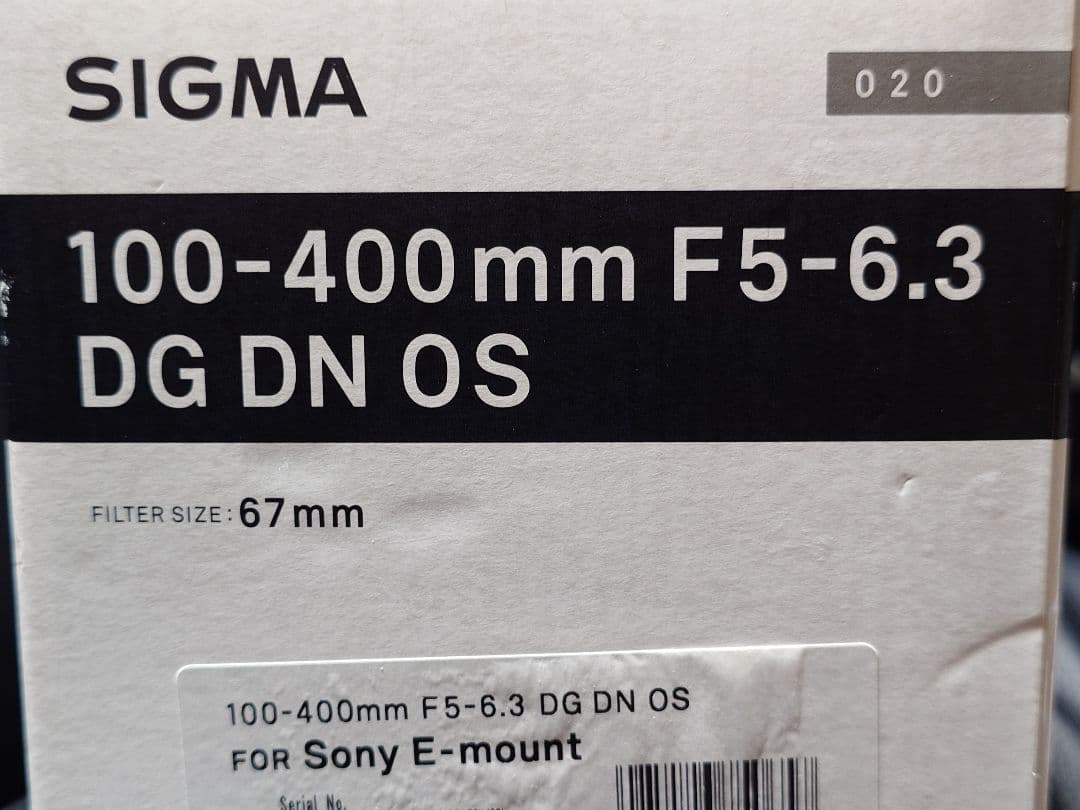 SIGMA
020
100-400mm F5-6.3
DG DN OS
FILTER SIZE: 67mm
100-400mm F5-6.3 DG DN OS
FOR Sony E-mount
Serial No.